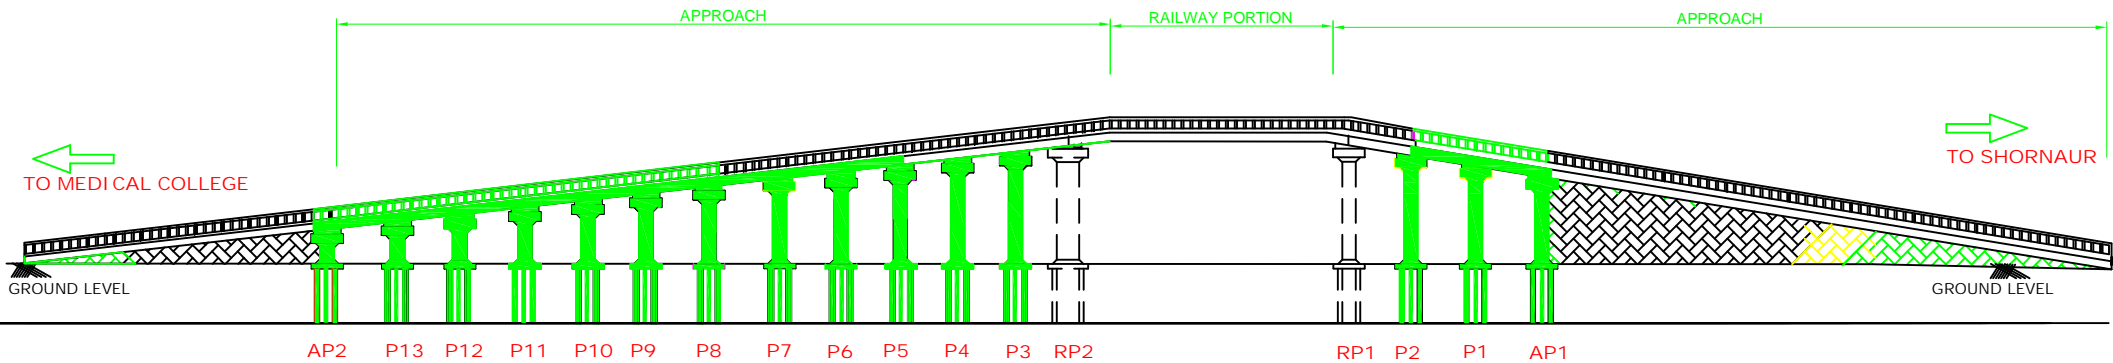 APPROACH
RAILWAY PORTION
APPROACH
TO MEDICAL COLLEGE
TO SHORNAUR
GROUND LEVEL
GROUND LEVEL
AP2 P13 P12 P11 P10 P9 P8 P7 P6 P5 P4 P3 RP2 RP1 P2 P1 AP1